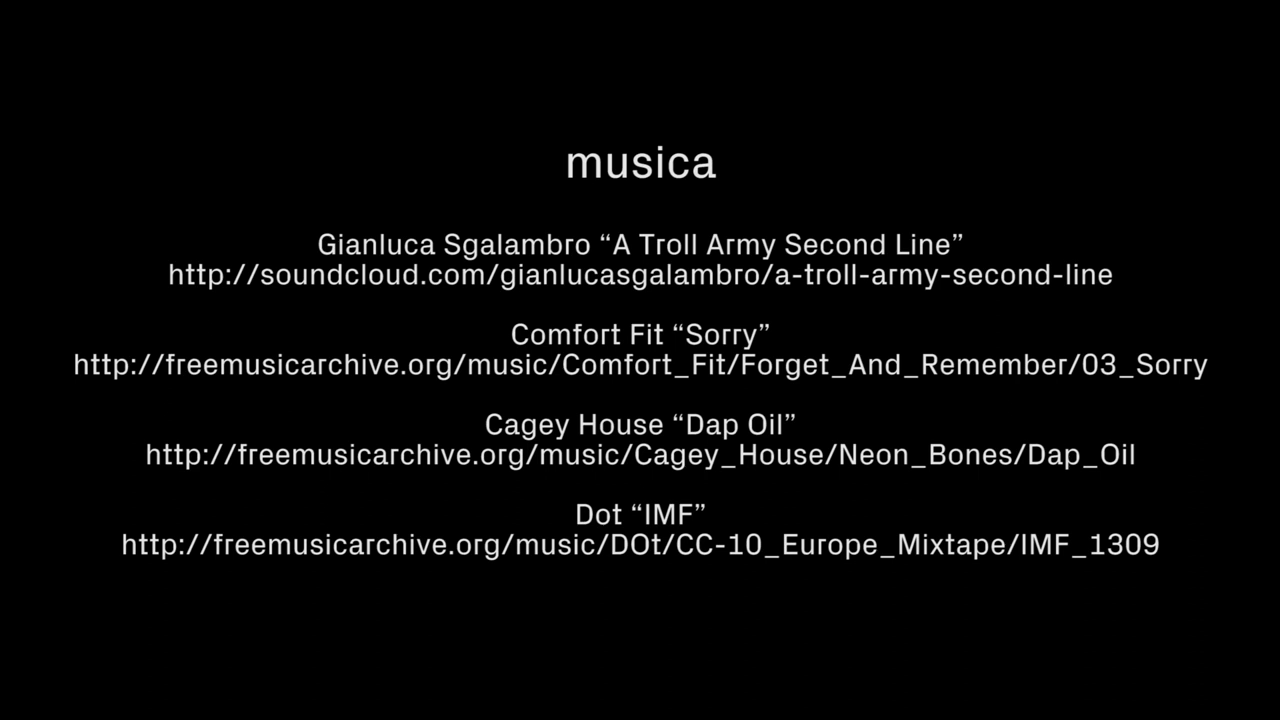 musica
Gianluca Sgalambro “A Troll Army Second Line”
http://soundcloud.com/gianlucasgalambro/a-troll-army-second-line
Comfort Fit “Sorry”
http://freemusicarchive.org/music/Comfort_Fit/Forget_And_Remember/03_Sorry
Cagey House “Dap Oil”
http://freemusicarchive.org/music/Cagey_House/Neon_Bones/Dap_Oil
Dot “IMF”
http://freemusicarchive.org/music/DOt/CC-10_Europe_Mixtape/IMF_1309